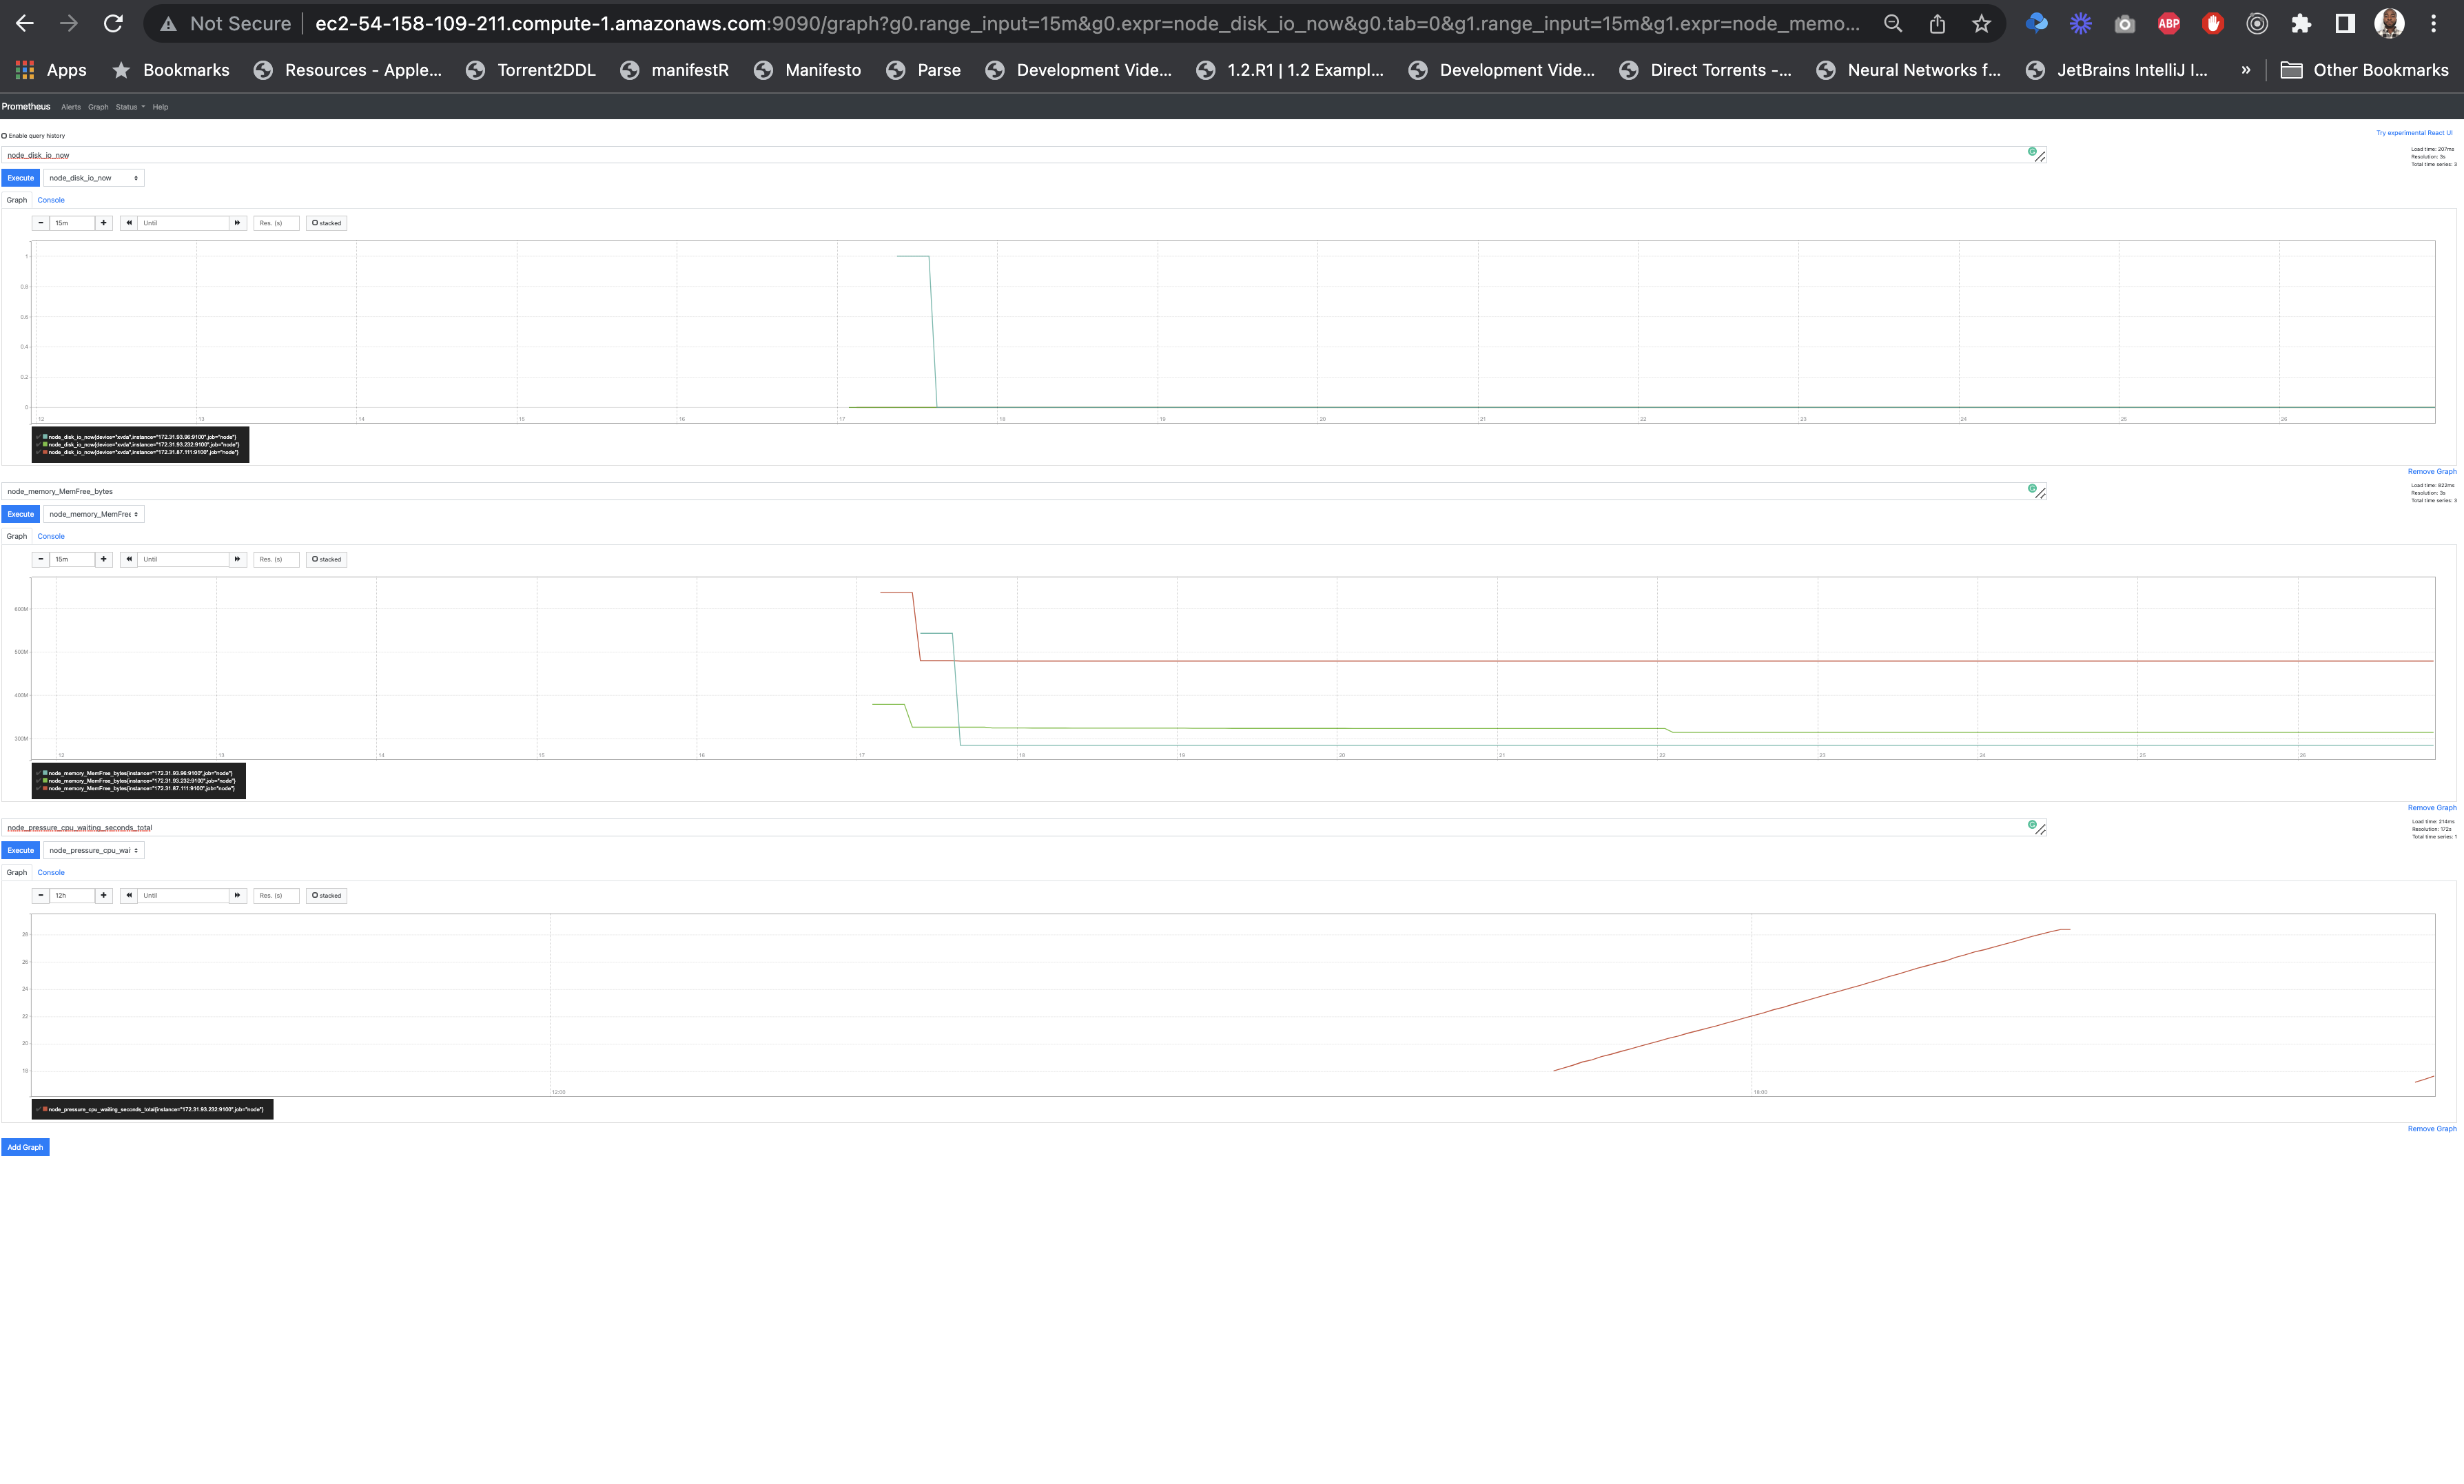 Not Secure | ec2-54-158-109-211.compute-1.amazonaws.com:9090/graph?g0.range_input=15m&g0.expr=node_disk_io_now&g0.tab=0&g1.range_input=15m&g1.expr=node_memo...
ABP
Apps Bookmarks Resources - Apple... Torrent2DDL manifestR Manifesto Parse Development Vide... 1.2.R1 | 1.2 Exampl... Development Vide... Direct Torrents -... Neural Networks f... JetBrains IntelliJ I... » Other Bookmarks
Prometheus Alerts Graph Status Help
Enable query history
Try experimental React UI
node_disk_io_now
Load time: 207ms
Resolution: 3s
Total time series: 3
Execute node_disk_io_now
Graph Console
- 15m + Until Res. (s) stacked
1
0.8
0.6
0.4
0.2
0
12 13 14 15 16 17 18 19 20 21 22 23 24 25 26
node_disk_io_now{device="xvda",instance="172.31.93.96:9100",job="node"}
node_disk_io_now{device="xvda",instance="172.31.93.232:9100",job="node"}
node_disk_io_now{device="xvda",instance="172.31.87.111:9100",job="node"}
Remove Graph
node_memory_MemFree_bytes
Load time: 822ms
Resolution: 3s
Total time series: 3
Execute node_memory_MemFree
Graph Console
- 15m + Until Res. (s) stacked
600M
500M
400M
300M
12 13 14 15 16 17 18 19 20 21 22 23 24 25 26
node_memory_MemFree_bytes{instance="172.31.93.96:9100",job="node"}
node_memory_MemFree_bytes{instance="172.31.93.232:9100",job="node"}
node_memory_MemFree_bytes{instance="172.31.87.111:9100",job="node"}
Remove Graph
node_pressure_cpu_waiting_seconds_total
Load time: 214ms
Resolution: 172s
Total time series: 1
Execute node_pressure_cpu_wai
Graph Console
- 12h + Until Res. (s) stacked
28
26
24
22
20
18
12:00 18:00
node_pressure_cpu_waiting_seconds_total{instance="172.31.93.232:9100",job="node"}
Remove Graph
Add Graph